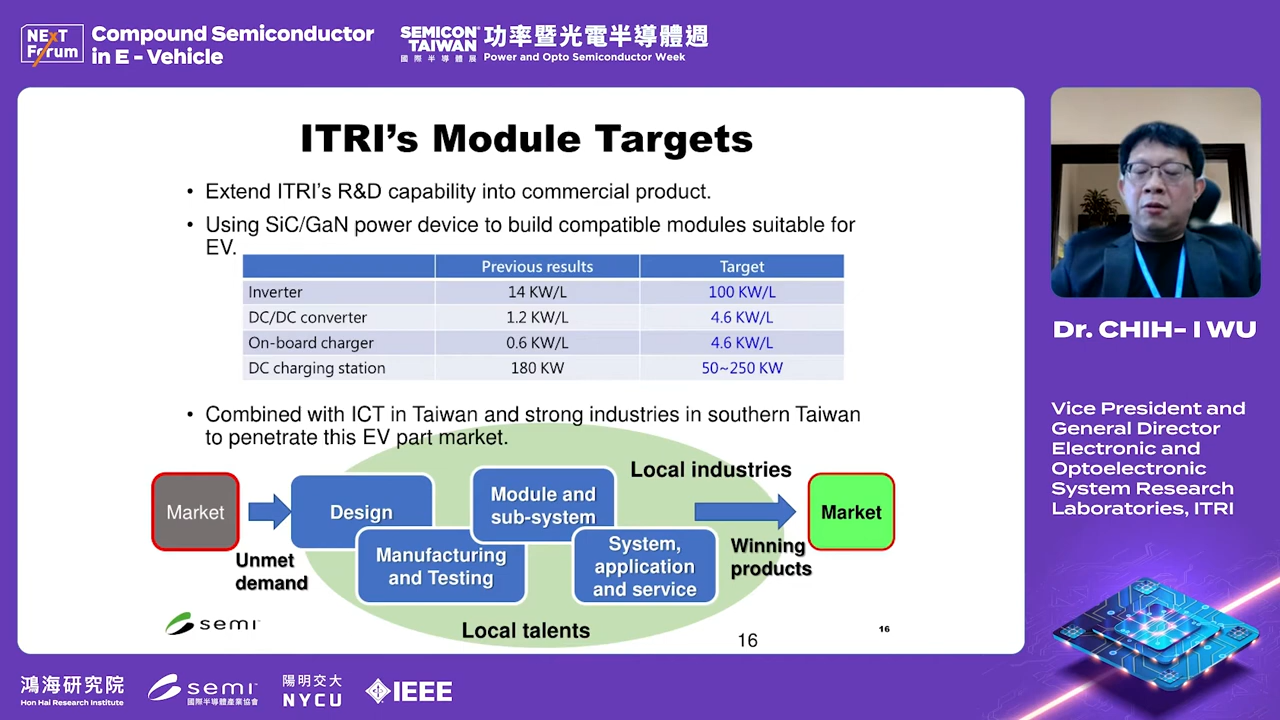 NExT Forum
Compound Semiconductor
in E - Vehicle
SEMICON TAIWAN
國際半導體展
功率暨光電半導體週
Power and Opto Semiconductor Week
ITRI’s Module Targets
• Extend ITRI’s R&D capability into commercial product.
• Using SiC/GaN power device to build compatible modules suitable for
EV.
Previous results Target
Inverter 14 KW/L 100 KW/L
DC/DC converter 1.2 KW/L 4.6 KW/L
On-board charger 0.6 KW/L 4.6 KW/L
DC charging station 180 KW 50~250 KW
• Combined with ICT in Taiwan and strong industries in southern Taiwan
to penetrate this EV part market.
Market
Unmet
demand
Design
Manufacturing
and Testing
Module and
sub-system
System,
application
and service
Local industries
Winning
products
Market
Local talents
semi
16
16
Dr. CHIH- I WU
Vice President and
General Director
Electronic and
Optoelectronic
System Research
Laboratories, ITRI
鴻海研究院
Hon Hai Research Institute
semi
國際半導體產業協會
陽明交大
NYCU
IEEE